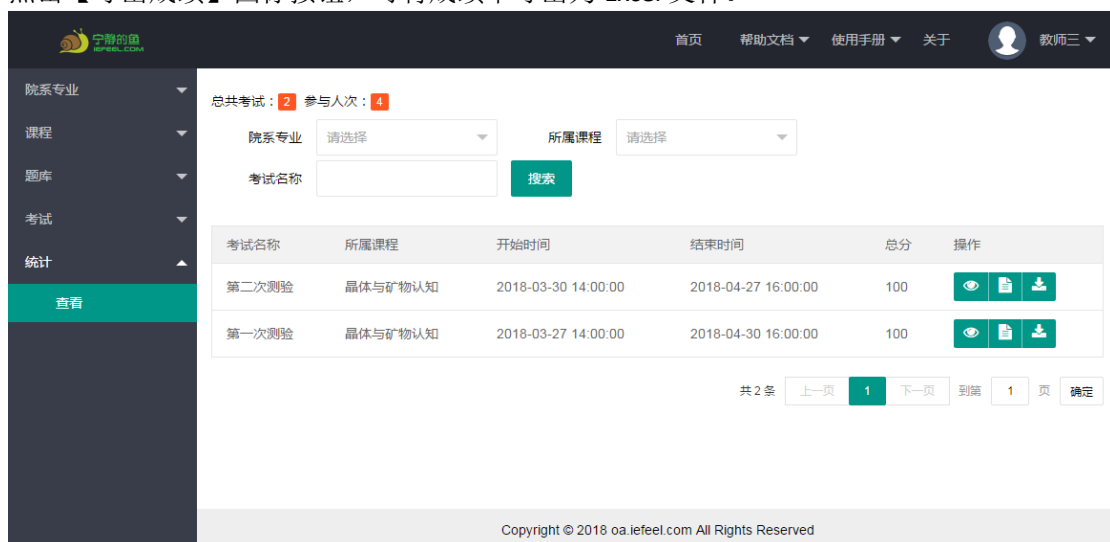 点击【导出成绩】图标按钮，可将成绩单导出为 Excel 文件。
宁静的鱼
IEFEEL.COM
首页 帮助文档 使用手册 关于 教师三
院系专业
课程
题库
考试
统计
查看
总共考试：2 参与人次：4
院系专业 请选择 所属课程 请选择
考试名称 搜索
考试名称 所属课程 开始时间 结束时间 总分 操作
第二次测验 晶体与矿物认知 2018-03-30 14:00:00 2018-04-27 16:00:00 100
第一次测验 晶体与矿物认知 2018-03-27 14:00:00 2018-04-30 16:00:00 100
共 2 条 上一页 1 下一页 到第 1 页 确定
Copyright © 2018 oa.iefeel.com All Rights Reserved